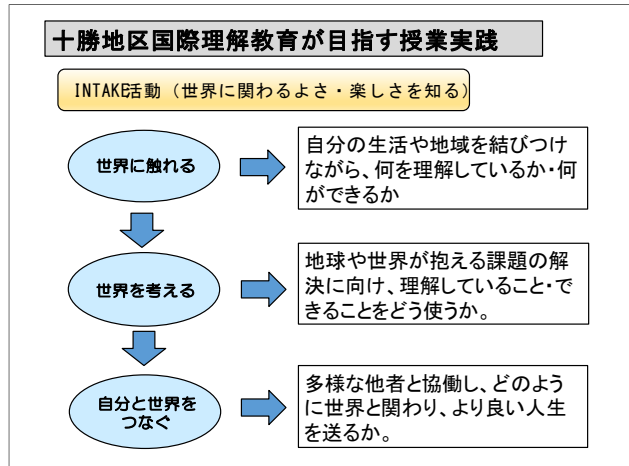 十勝地区国際理解教育が目指す授業実践
INTAKE活動（世界に関わるよさ・楽しさを知る）
世界に触れる
自分の生活や地域を結びつけ
ながら、何を理解しているか・何
ができるか
世界を考える
地球や世界が抱える課題の解
決に向け、理解していること・で
きることをどう使うか。
自分と世界を
つなぐ
多様な他者と協働し、どのよう
に世界と関わり、より良い人生
を送るか。